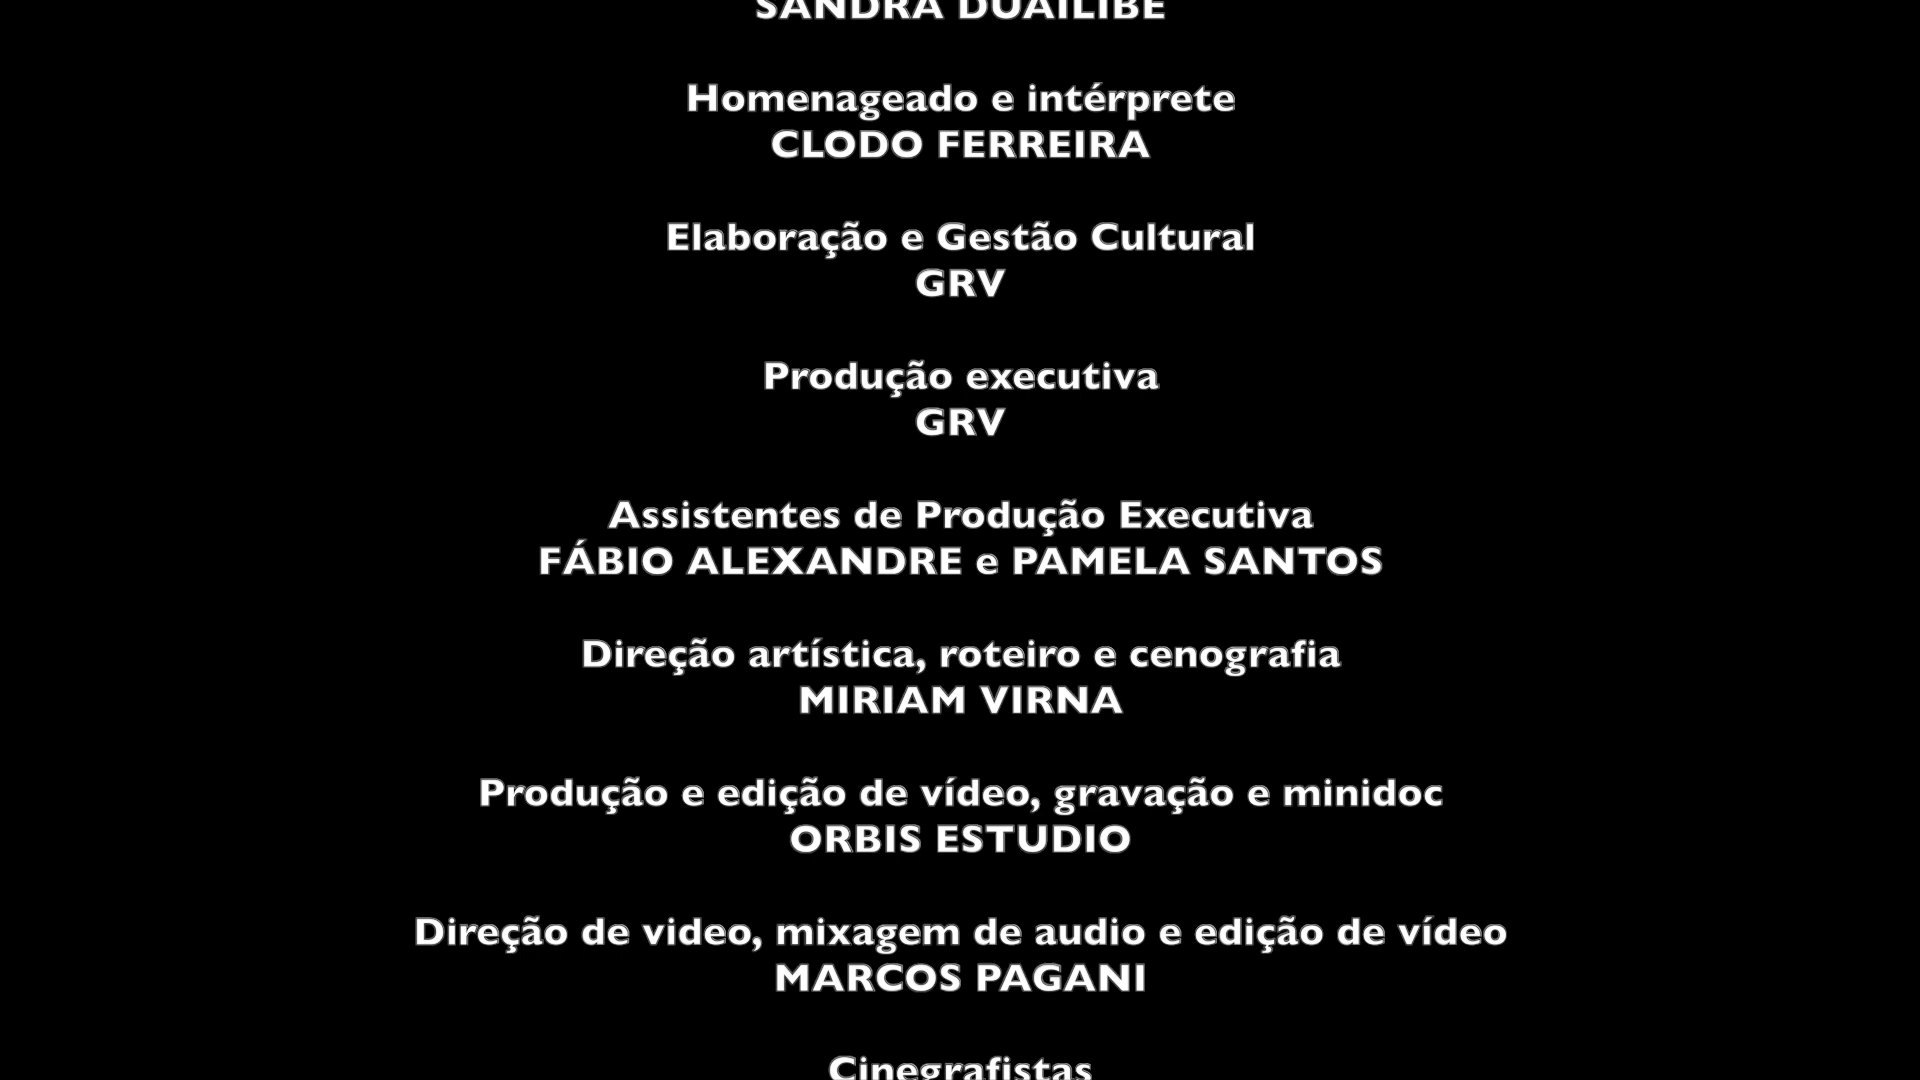 SANDRA DUAILIBE
Homenageado e intérprete
CLODO FERREIRA
Elaboração e Gestão Cultural
GRV
Produção executiva
GRV
Assistentes de Produção Executiva
FÁBIO ALEXANDRE e PAMELA SANTOS
Direção artística, roteiro e cenografia
MIRIAM VIRNA
Produção e edição de vídeo, gravação e minidoc
ORBIS ESTUDIO
Direção de video, mixagem de audio e edição de vídeo
MARCOS PAGANI
Cinegrafistas